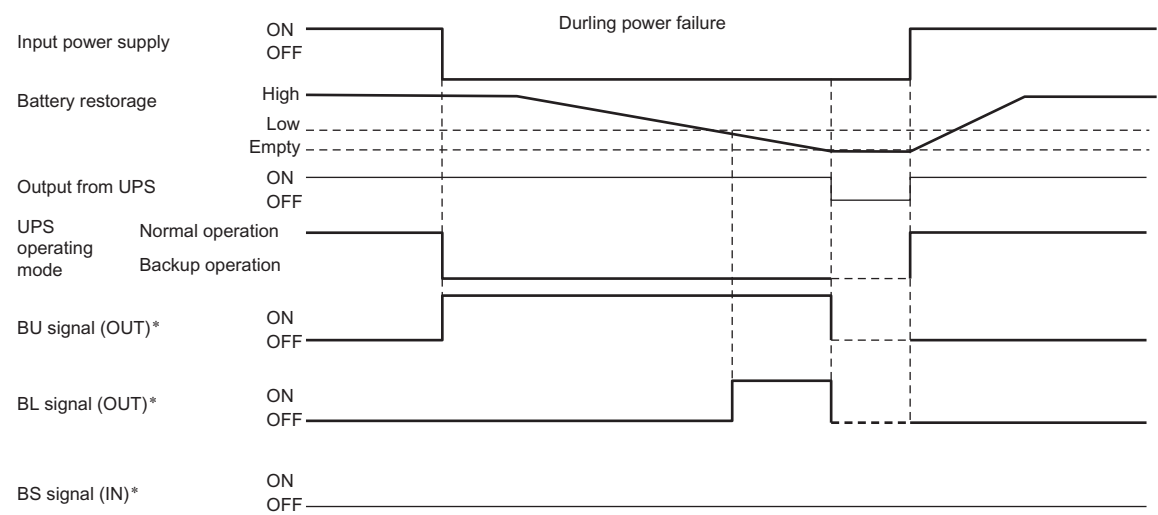 Durling power failure
Input power supply
ON
OFF
Battery restorage
High
Low
Empty
Output from UPS
ON
OFF
UPS
operating
mode
Normal operation
Backup operation
BU signal (OUT)*
ON
OFF
BL signal (OUT)*
ON
OFF
BS signal (IN)*
ON
OFF